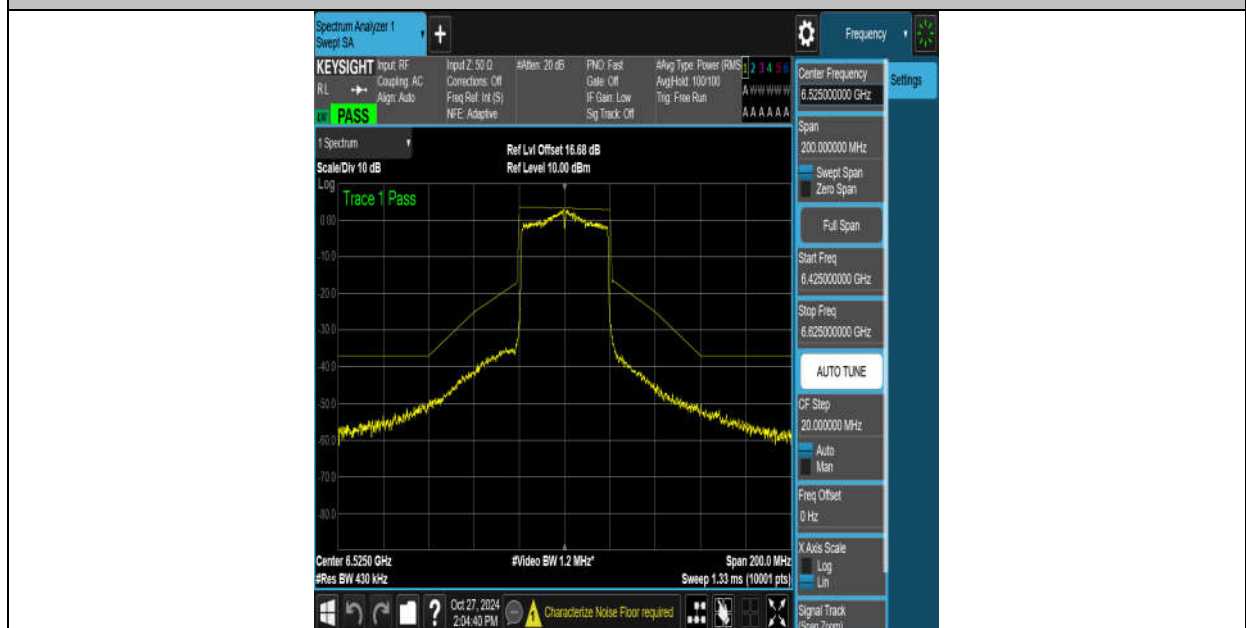 Spectrum Analyzer 1
Swept SA
+
Frequency
KEYSIGHT
RL
LW PASS
Input: RF
Coupling: AC
Align: Auto
Input Z: 50 Ω
Corrections: Off
Freq Ref: Int (S)
NFE: Adaptive
#Atten: 20 dB
PNO: Fast
Gate: Off
IF Gain: Low
Sig Track: Off
#Avg Type: Power (RMS
Avg|Hold: 100/100
Trig: Free Run
1 2 3 4 5 6
A W W W W W
A A A A A A
1 Spectrum
Scale/Div 10 dB
Ref Lvl Offset 16.68 dB
Ref Level 10.00 dBm
Log
Trace 1 Pass
0.00
-10.0
-20.0
-30.0
-40.0
-50.0
-60.0
-70.0
-80.0
Center 6.5250 GHz
#Res BW 430 kHz
#Video BW 1.2 MHz*
Span 200.0 MHz
Sweep 1.33 ms (10001 pts)
?
Oct 27, 2024
2:04:40 PM
Characterize Noise Floor required
Center Frequency
6.525000000 GHz
Settings
Span
200.000000 MHz
Swept Span
Zero Span
Full Span
Start Freq
6.425000000 GHz
Stop Freq
6.625000000 GHz
AUTO TUNE
CF Step
20.000000 MHz
Auto
Man
Freq Offset
0 Hz
X Axis Scale
Log
Lin
Signal Track
(Span Zoom)